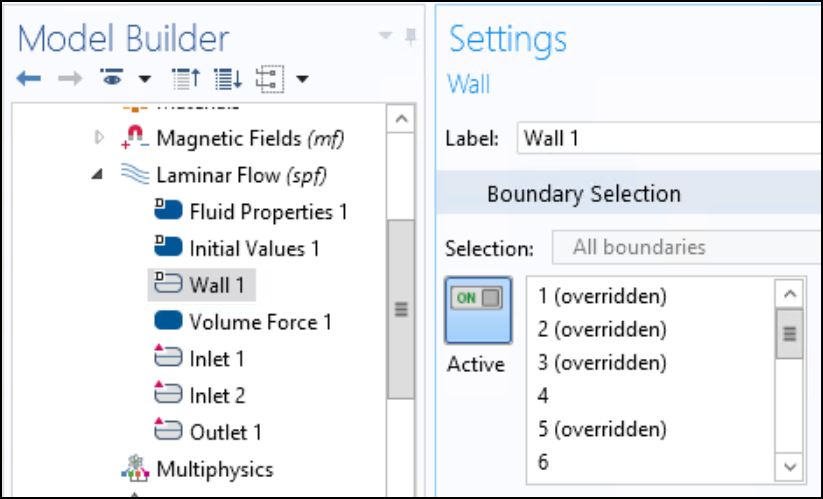 Model Builder
Magnetic Fields (mf)
Laminar Flow (spf)
D Fluid Properties 1
D Initial Values 1
D Wall 1
Volume Force 1
Inlet 1
Inlet 2
Outlet 1
Multiphysics
Settings
Wall
Label: Wall 1
Boundary Selection
Selection: All boundaries
ON
Active
1 (overridden)
2 (overridden)
3 (overridden)
4
5 (overridden)
6